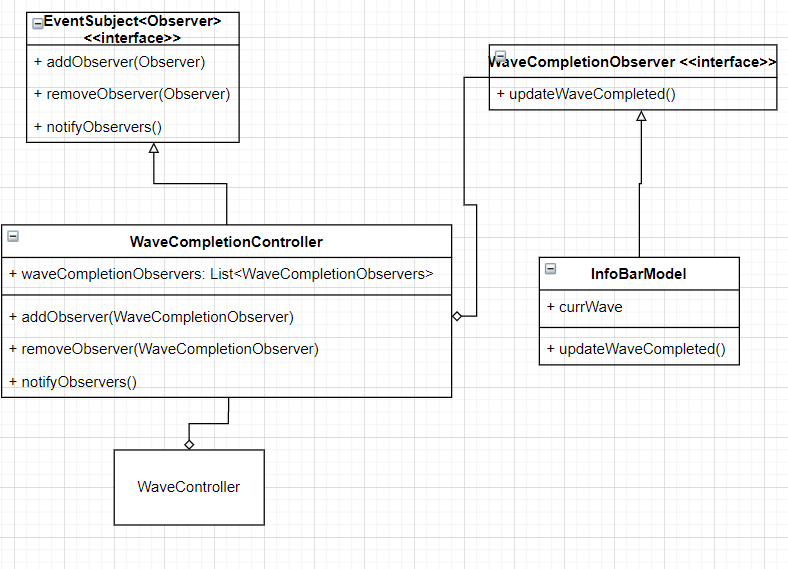 EventSubject<Observer>
<<interface>>
+ addObserver(Observer)
+ removeObserver(Observer)
+ notifyObservers()
WaveCompletionObserver <<interface>>
+ updateWaveCompleted()
WaveCompletionController
+ waveCompletionObservers: List<WaveCompletionObservers>
+ addObserver(WaveCompletionObserver)
+ removeObserver(WaveCompletionObserver)
+ notifyObservers()
InfoBarModel
+ currWave
+ updateWaveCompleted()
WaveController